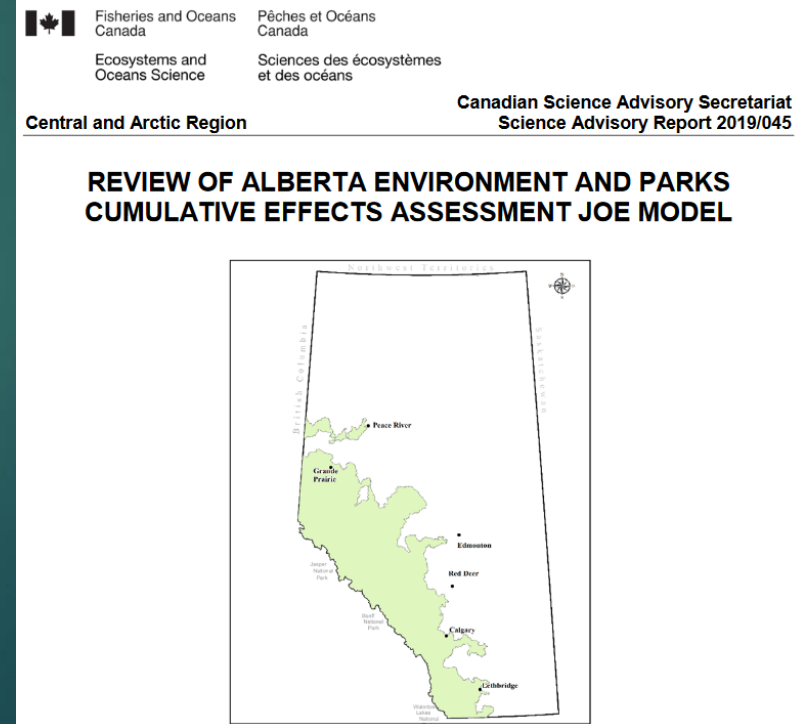 Fisheries and Oceans
Canada
Pêches et Océans
Canada
Ecosystems and
Oceans Science
Sciences des écosystèmes
et des océans
Central and Arctic Region
Canadian Science Advisory Secretariat
Science Advisory Report 2019/045
REVIEW OF ALBERTA ENVIRONMENT AND PARKS
CUMULATIVE EFFECTS ASSESSMENT JOE MODEL
Northwest Territories
British Columbia
Saskatchewan
Peace River
Grande
Prairie
Edmonton
Jasper
National
Park
Red Deer
Banff
National
Park
Calgary
Lethbridge
Waterton
Lakes
National